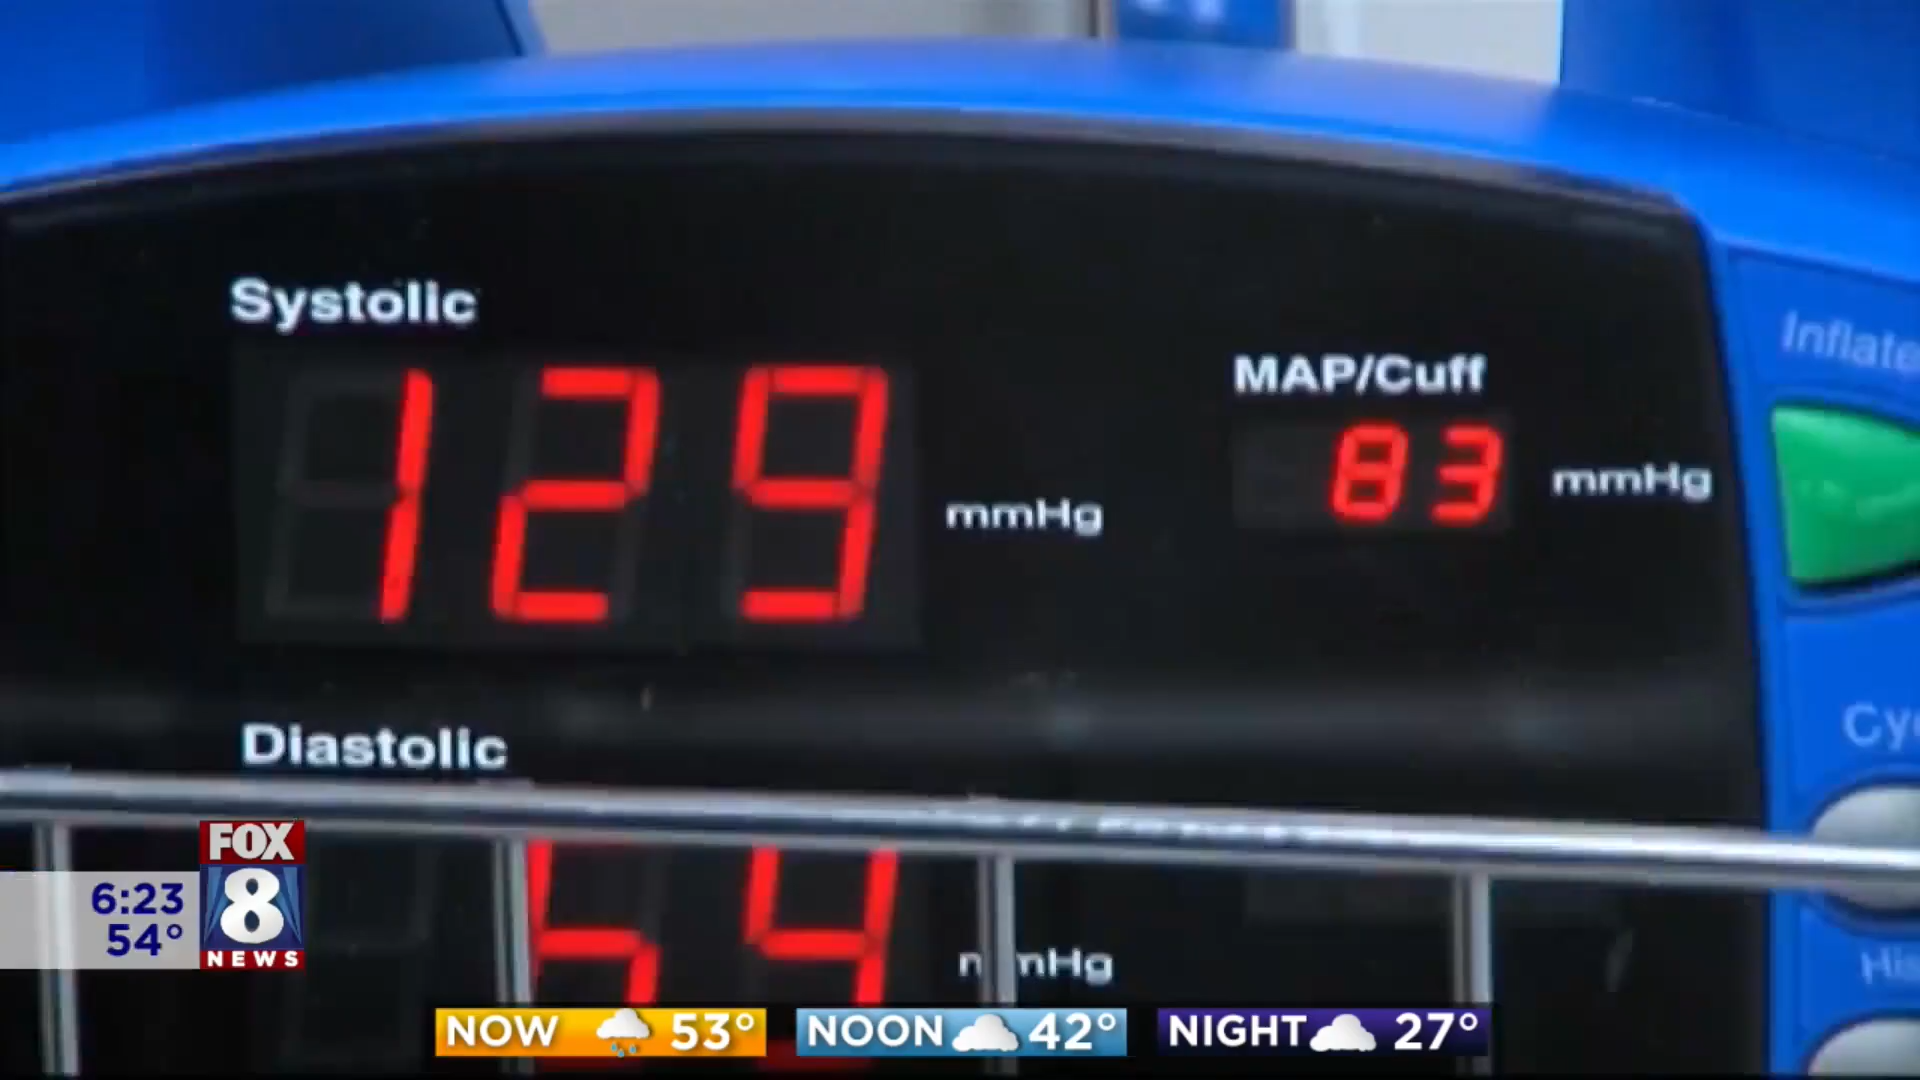 Systolic
129
mmHg
MAP/Cuff
83
mmHg
Inflate
Diastolic
64
mmHg
6:23
54°
FOX
8
NEWS
NOW 53°
NOON 42°
NIGHT 27°